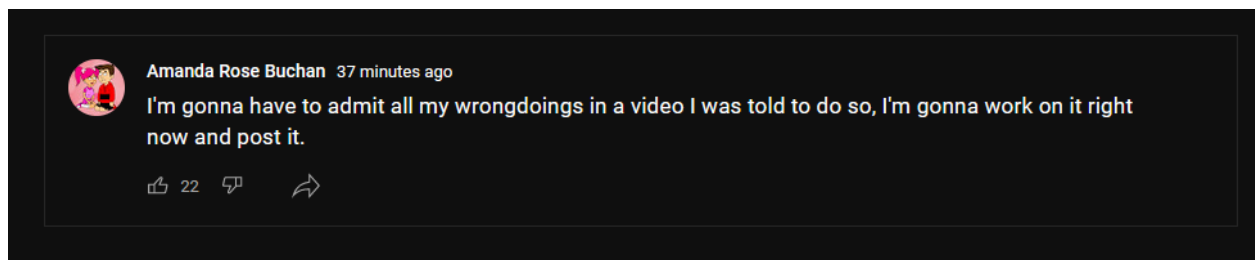 Amanda Rose Buchan 37 minutes ago
I'm gonna have to admit all my wrongdoings in a video I was told to do so, I'm gonna work on it right
now and post it.
22